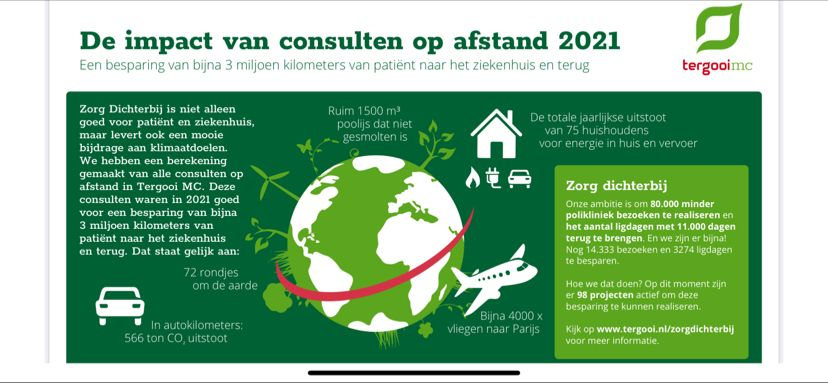 De impact van consulten op afstand 2021
Een besparing van bijna 3 miljoen kilometers van patiënt naar het ziekenhuis en terug
tergooimc
Zorg Dichterbij is niet alleen
goed voor patiënt en ziekenhuis,
maar levert ook een mooie
bijdrage aan klimaatdoelen.
We hebben een berekening
gemaakt van alle consulten op
afstand in Tergooi MC. Deze
consulten waren in 2021 goed
voor een besparing van bijna
3 miljoen kilometers van
patiënt naar het ziekenhuis
en terug. Dat staat gelijk aan:
Ruim 1500 m³
poolijs dat niet
gesmolten is
De totale jaarlijkse uitstoot
van 75 huishoudens
voor energie in huis en vervoer
72 rondjes
om de aarde
In autokilometers:
566 ton CO₂ uitstoot
Bijna 4000 x
vliegen naar Parijs
Zorg dichterbij
Onze ambitie is om 80.000 minder
polikliniek bezoeken te realiseren en
het aantal ligdagen met 11.000 dagen
terug te brengen. En we zijn er bijna!
Nog 14.333 bezoeken en 3274 ligdagen
te besparen.
Hoe we dat doen? Op dit moment zijn
er 98 projecten actief om deze
besparing te kunnen realiseren.
Kijk op www.tergooi.nl/zorgdichterbij
voor meer informatie.